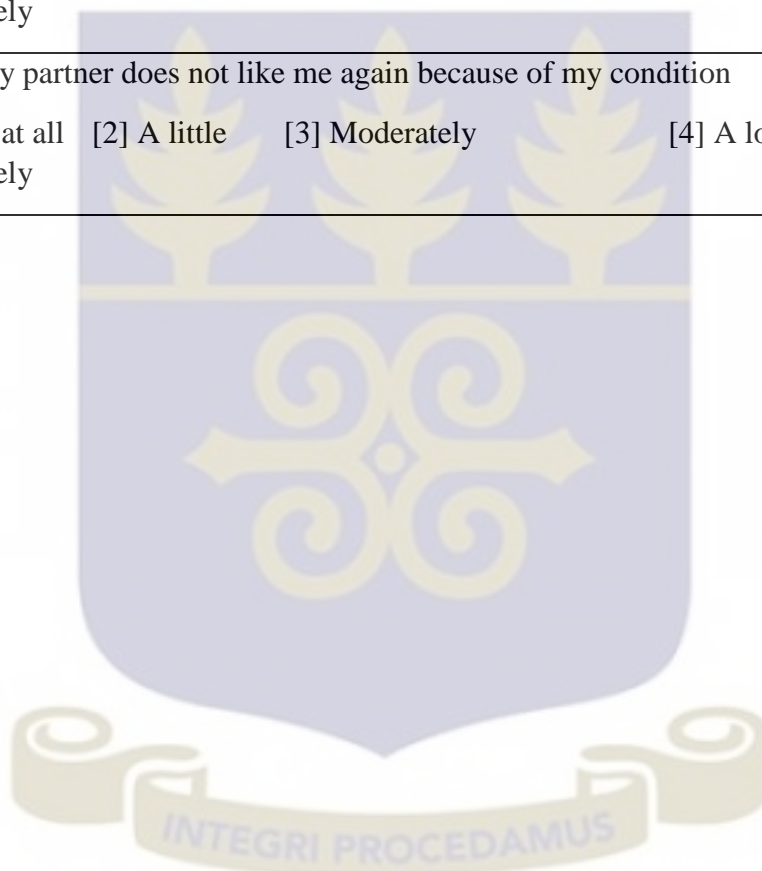 ely
y partner does not like me again because of my condition
at all [2] A little [3] Moderately [4] A lo
ely
INTEGRI PROCEDAMUS